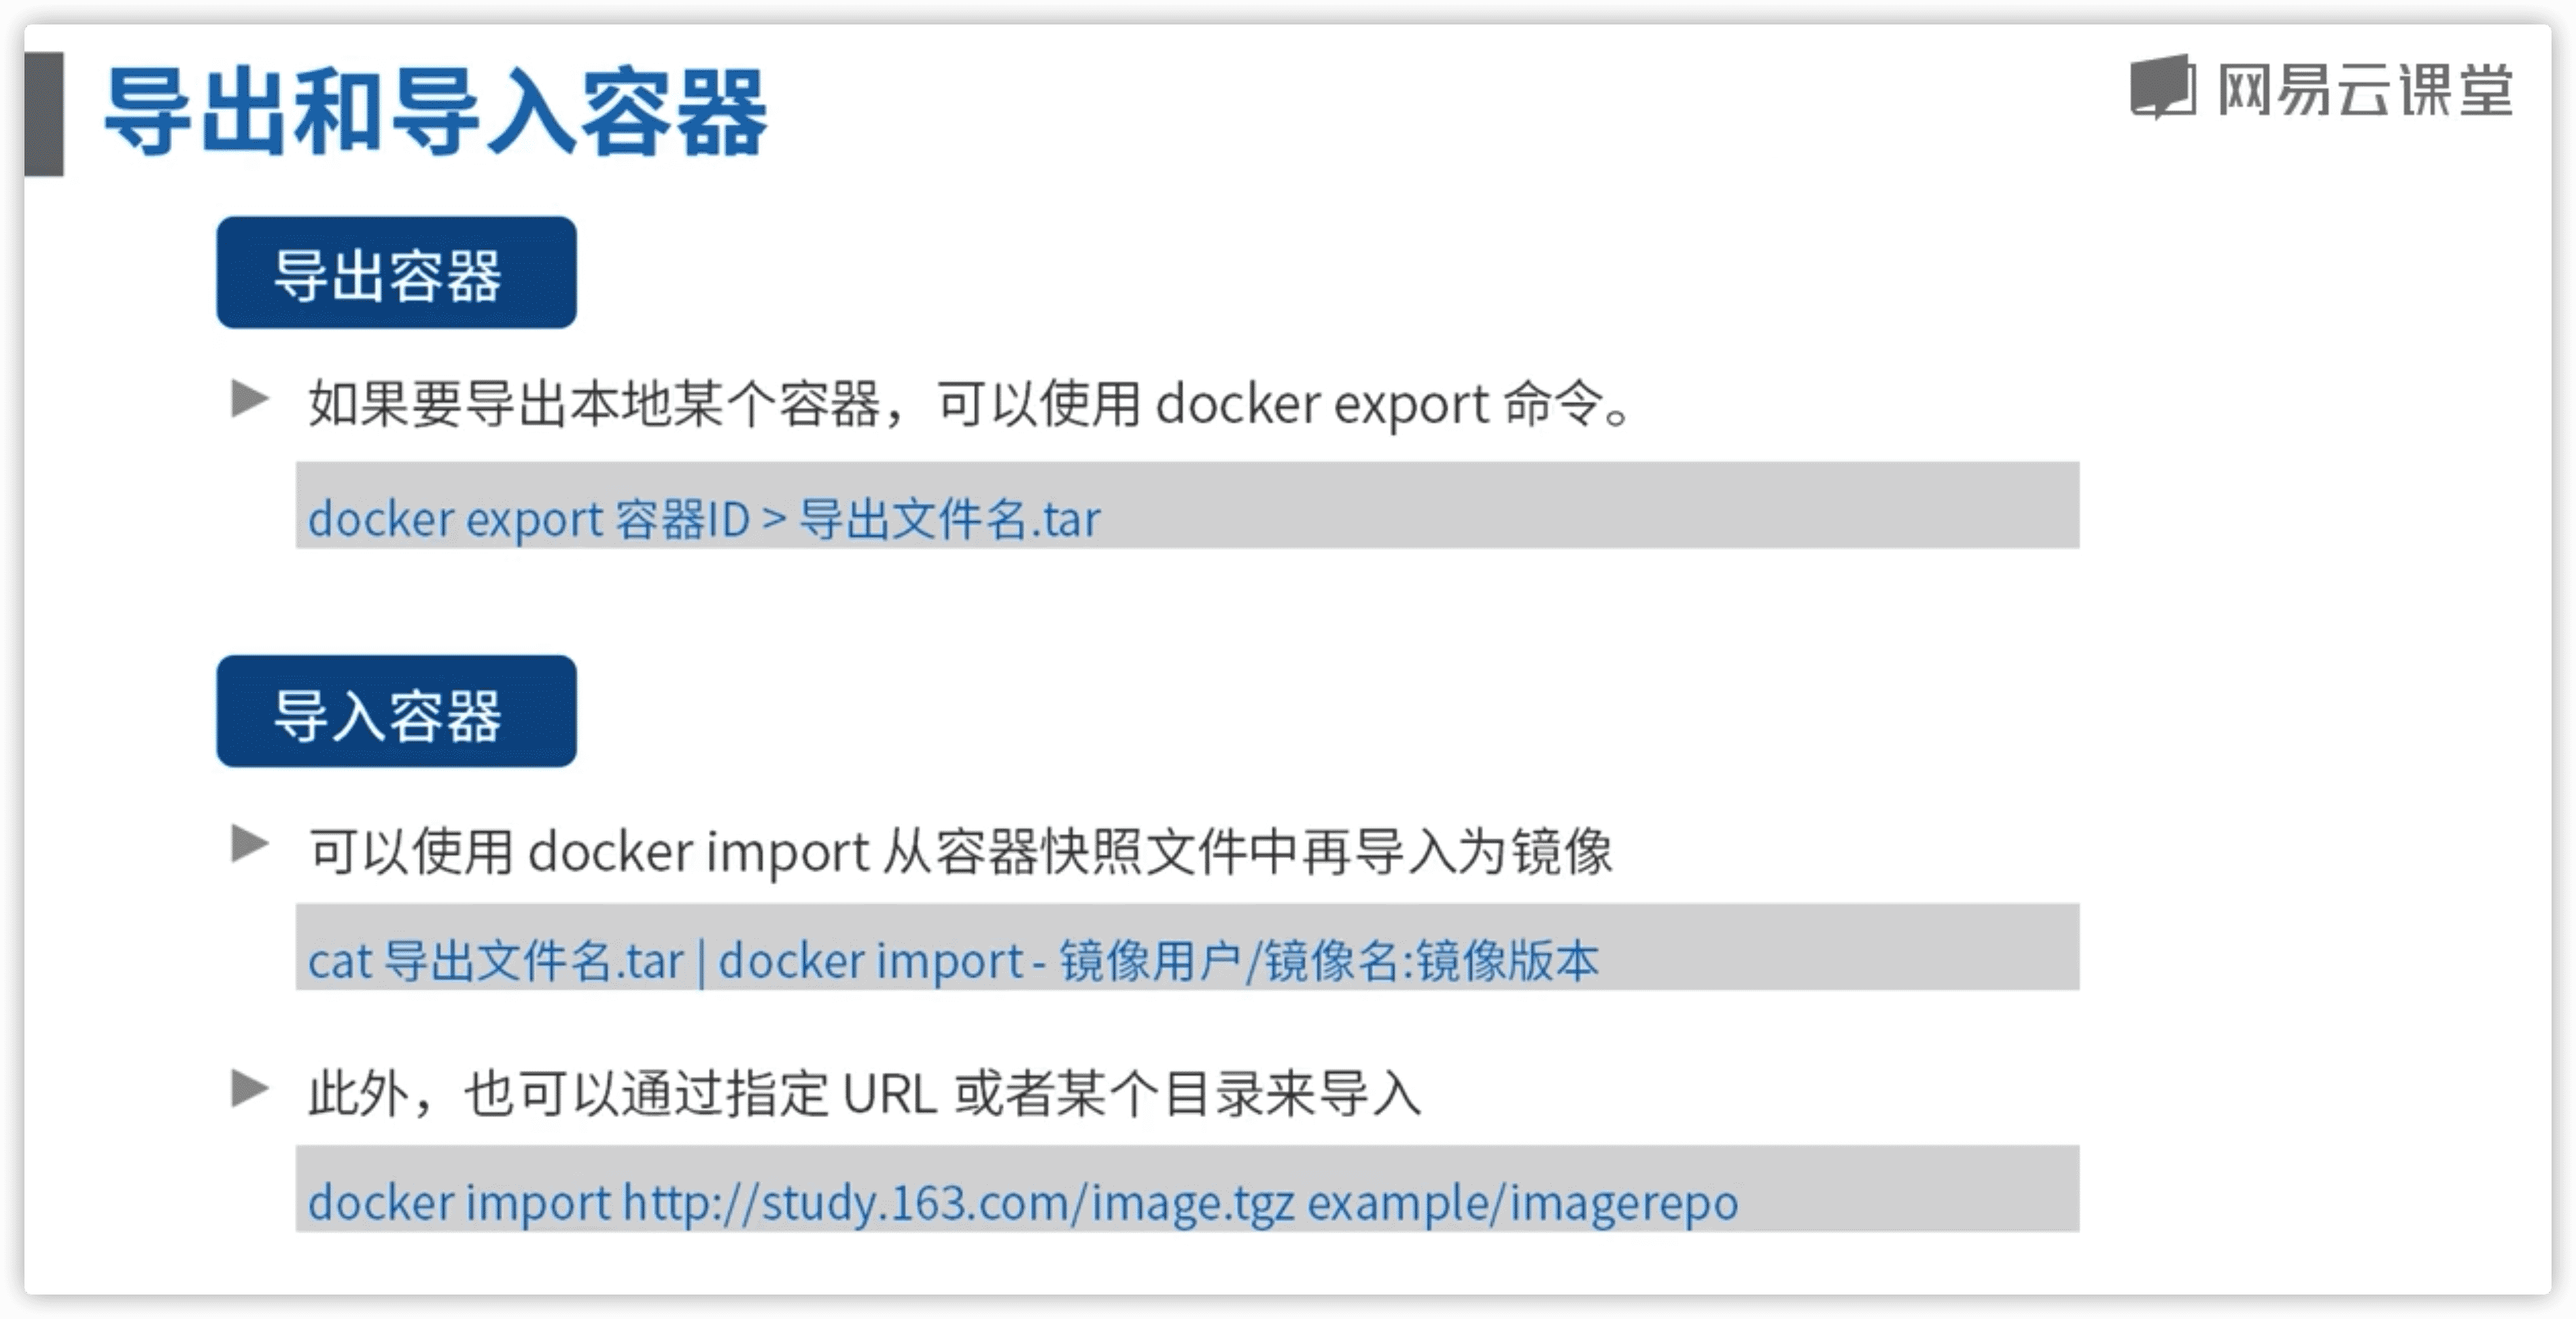 导出和导入容器
网易云课堂
导出容器
如果要导出本地某个容器，可以使用 docker export 命令。
docker export 容器ID > 导出文件名.tar
导入容器
可以使用 docker import 从容器快照文件中再导入为镜像
cat 导出文件名.tar | docker import - 镜像用户/镜像名:镜像版本
此外，也可以通过指定 URL 或者某个目录来导入
docker import http://study.163.com/image.tgz example/imagerepo